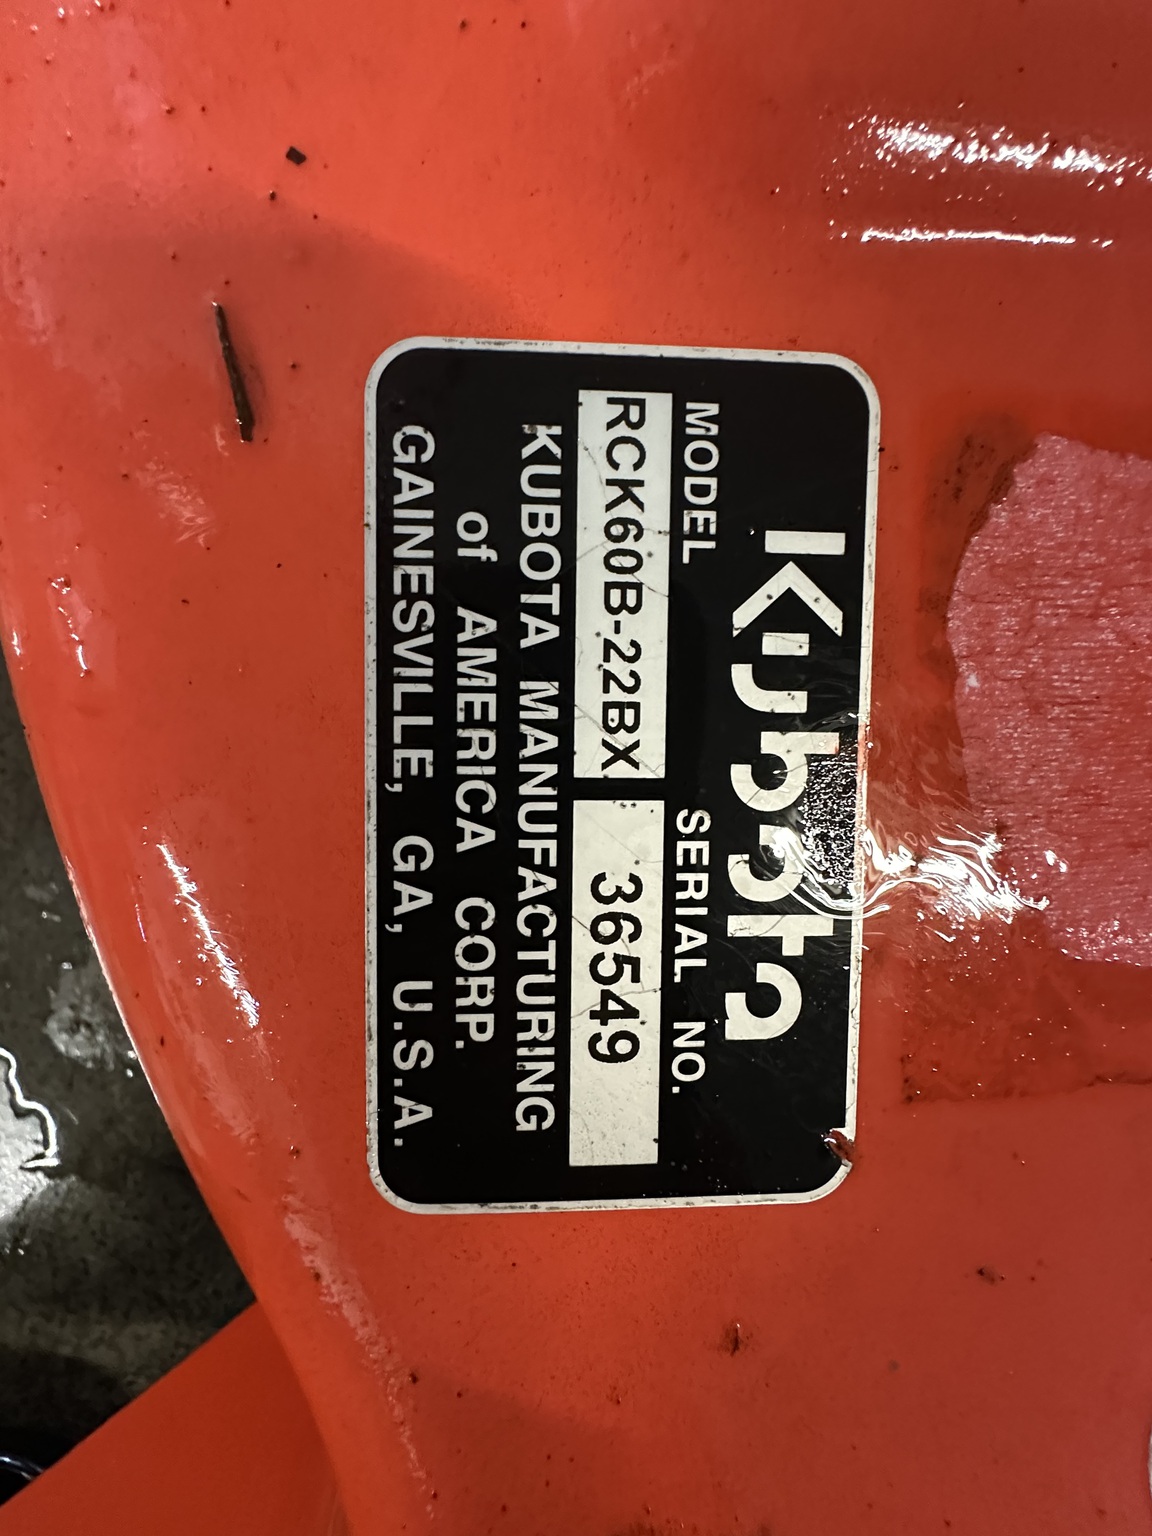 Kubota
MODEL SERIAL NO.
RCK60B-22BX 36549
KUBOTA MANUFACTURING
of AMERICA CORP.
GAINESVILLE, GA, U.S.A.